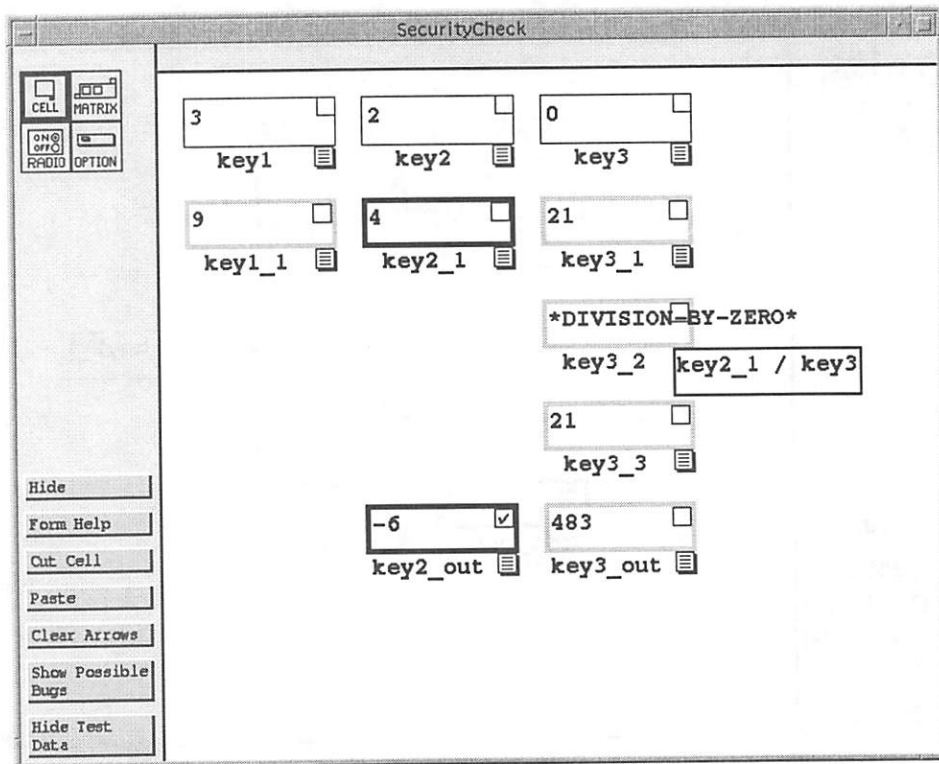 SecurityCheck
CELL MATRIX
ON
OFF
RADIO OPTION
3 2 0
key1 key2 key3
9 4 21
key1_1 key2_1 key3_1
*DIVISION-BY-ZERO*
key3_2 key2_1 / key3
21
key3_3
-6 483
key2_out key3_out
Hide
Form Help
Cut Cell
Paste
Clear Arrows
Show Possible
Bugs
Hide Test
Data